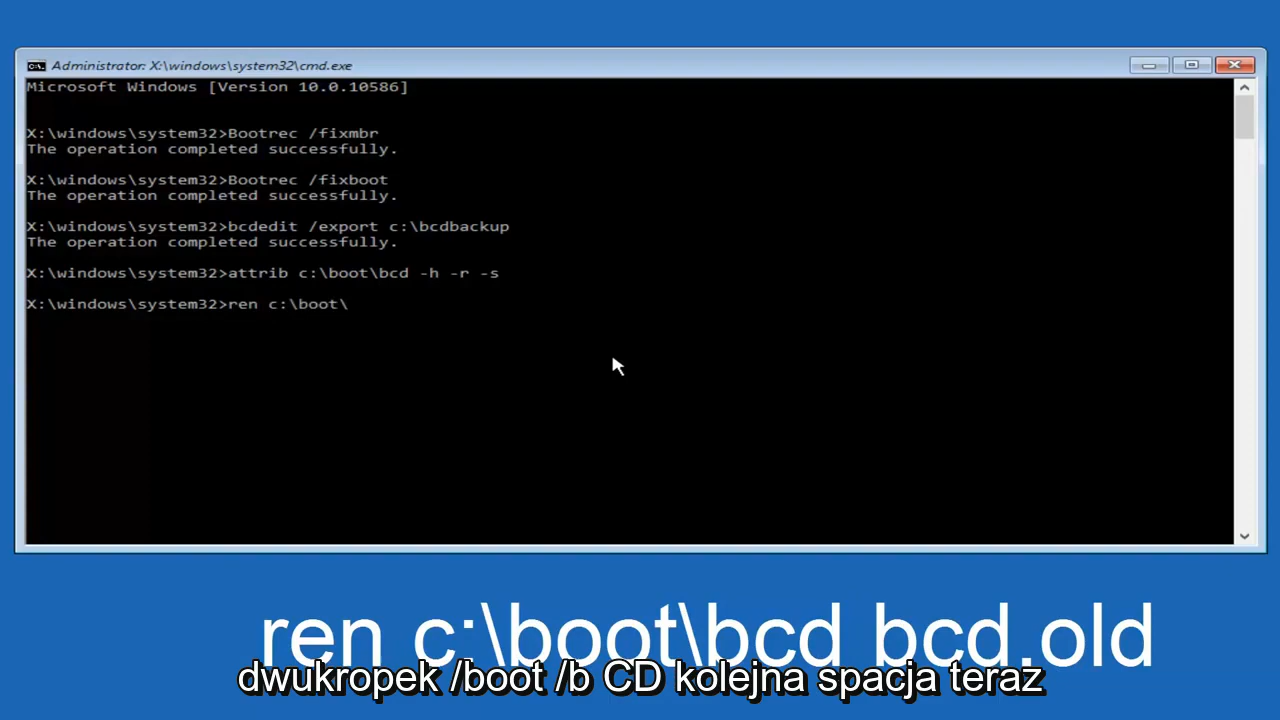 Administrator: X:\windows\system32\cmd.exe
Microsoft Windows [Version 10.0.10586]
X:\windows\system32>Bootrec /fixmbr
The operation completed successfully.
X:\windows\system32>Bootrec /fixboot
The operation completed successfully.
X:\windows\system32>bcdedit /export c:\bcdbackup
The operation completed successfully.
X:\windows\system32>attrib c:\boot\bcd -h -r -s
X:\windows\system32>ren c:\boot\
ren c:\boot\bcd bcd.old
dwukropek /boot /b CD kolejna spacja teraz